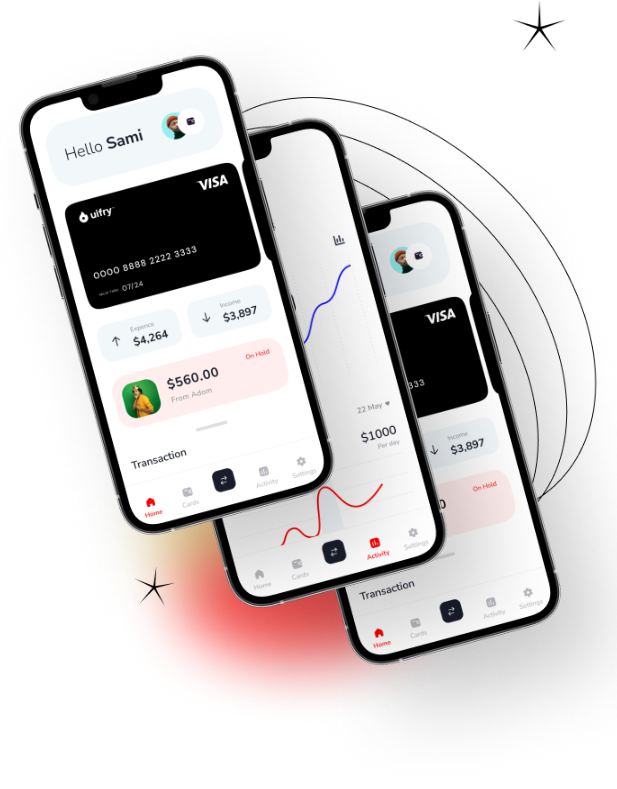 Hello Sami
VISA
ulfry
0000 8888 2222 3333
07/24
Expence
$4,264
Income
$3,897
$560.00
From Adom
On Hold
Transaction
Home
Cards
Activity
Settings
22 May
$1000
Per day
Home
Cards
Activity
Settings
VISA
333
Income
$3,897
On Hold
0
Transaction
Home
Cards
Activity
Settings